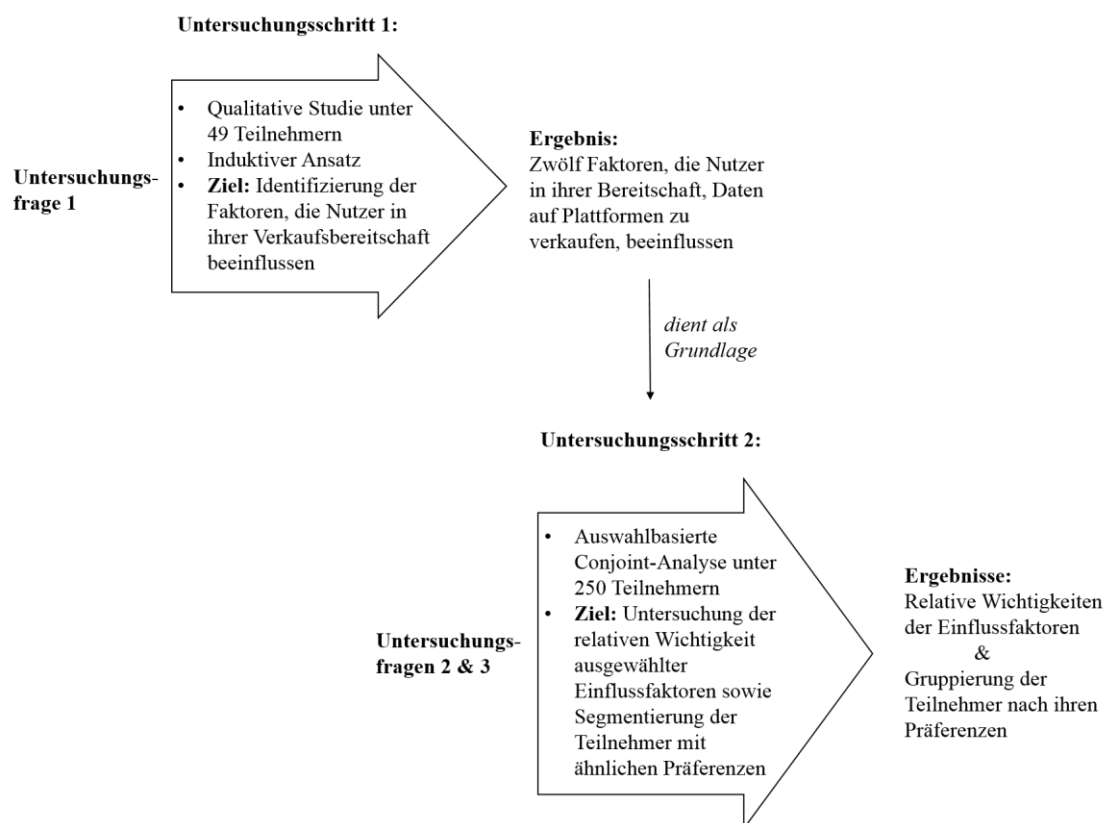 Untersuchungsschritt 1:
Untersuchungs-
frage 1
• Qualitative Studie unter
49 Teilnehmern
• Induktiver Ansatz
• Ziel: Identifizierung der
Faktoren, die Nutzer in
ihrer Verkaufsbereitschaft
beeinflussen
Ergebnis:
Zwölf Faktoren, die Nutzer
in ihrer Bereitschaft, Daten
auf Plattformen zu
verkaufen, beeinflussen
dient als
Grundlage
Untersuchungsschritt 2:
Untersuchungs-
fragen 2 & 3
• Auswahlbasierte
Conjoint-Analyse unter
250 Teilnehmern
• Ziel: Untersuchung der
relativen Wichtigkeit
ausgewählter
Einflussfaktoren sowie
Segmentierung der
Teilnehmer mit
ähnlichen Präferenzen
Ergebnisse:
Relative Wichtigkeiten
der Einflussfaktoren
&
Gruppierung der
Teilnehmer nach ihren
Präferenzen